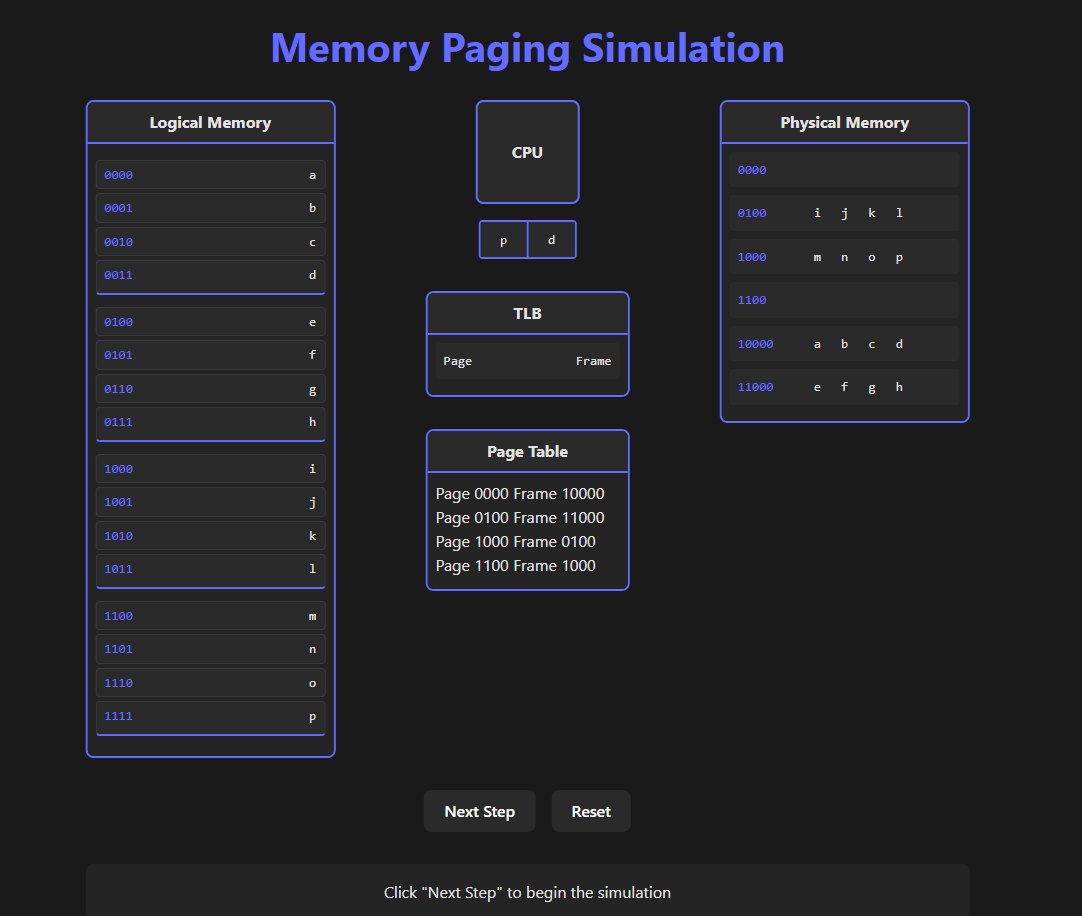 Memory Paging Simulation
Logical Memory
0000 a
0001 b
0010 c
0011 d
0100 e
0101 f
0110 g
0111 h
1000 i
1001 j
1010 k
1011 l
1100 m
1101 n
1110 o
1111 p
CPU
p d
TLB
Page Frame
Page Table
Page 0000 Frame 10000
Page 0100 Frame 11000
Page 1000 Frame 0100
Page 1100 Frame 1000
Physical Memory
0000
0100 i j k l
1000 m n o p
1100
10000 a b c d
11000 e f g h
Next Step
Reset
Click "Next Step" to begin the simulation